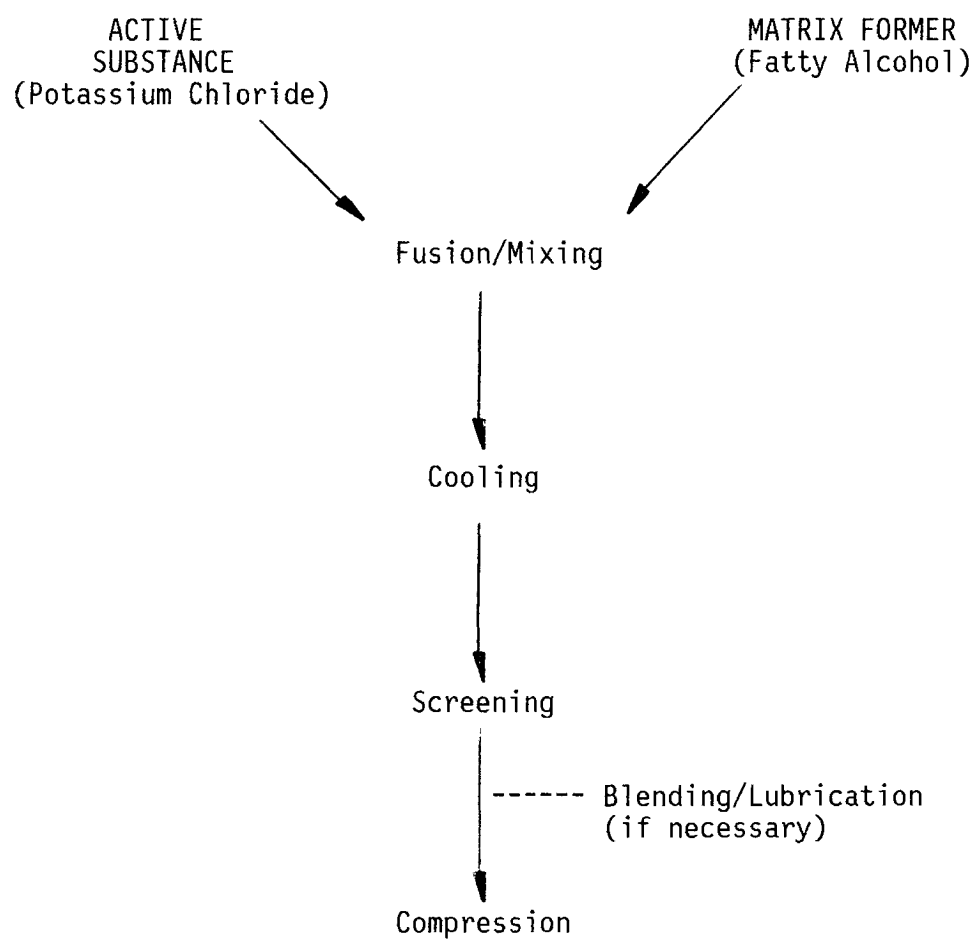 ACTIVE
SUBSTANCE
(Potassium Chloride)
MATRIX FORMER
(Fatty Alcohol)
Fusion/Mixing
Cooling
Screening
Blending/Lubrication
(if necessary)
Compression